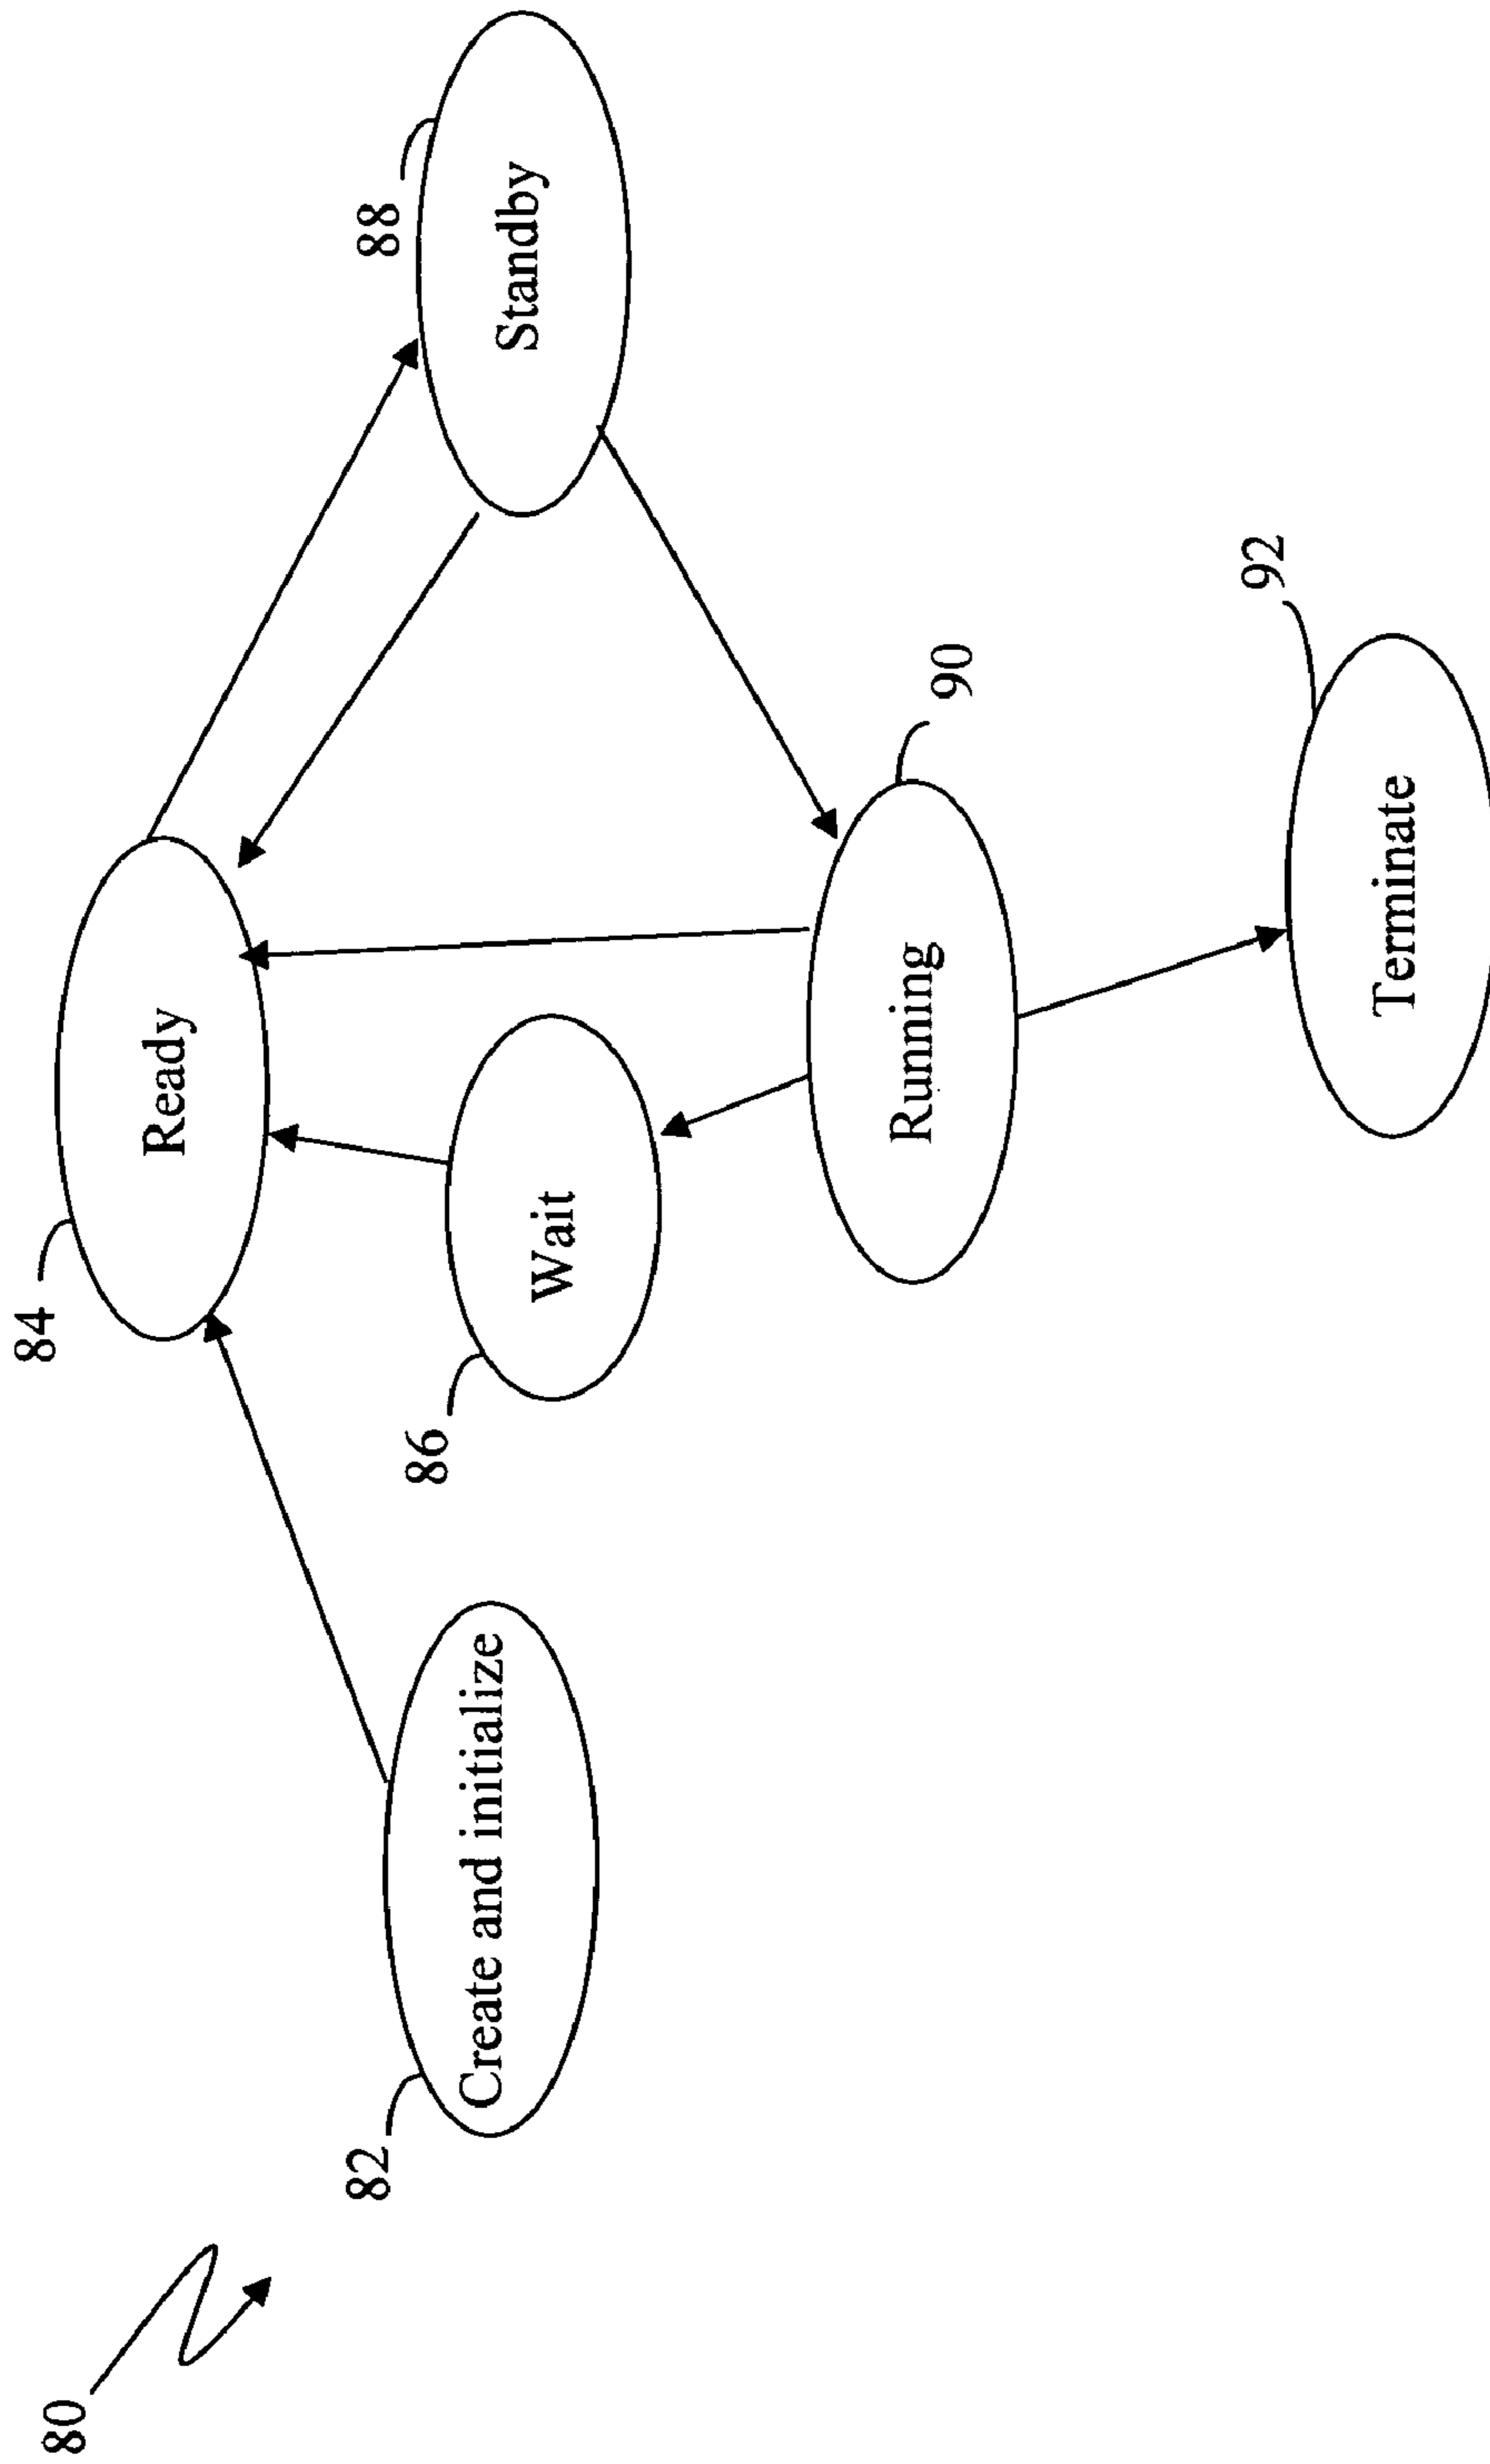 80
82
Create and initialize
84
Ready
86
Wait
88
Standby
90
Running
92
Terminate